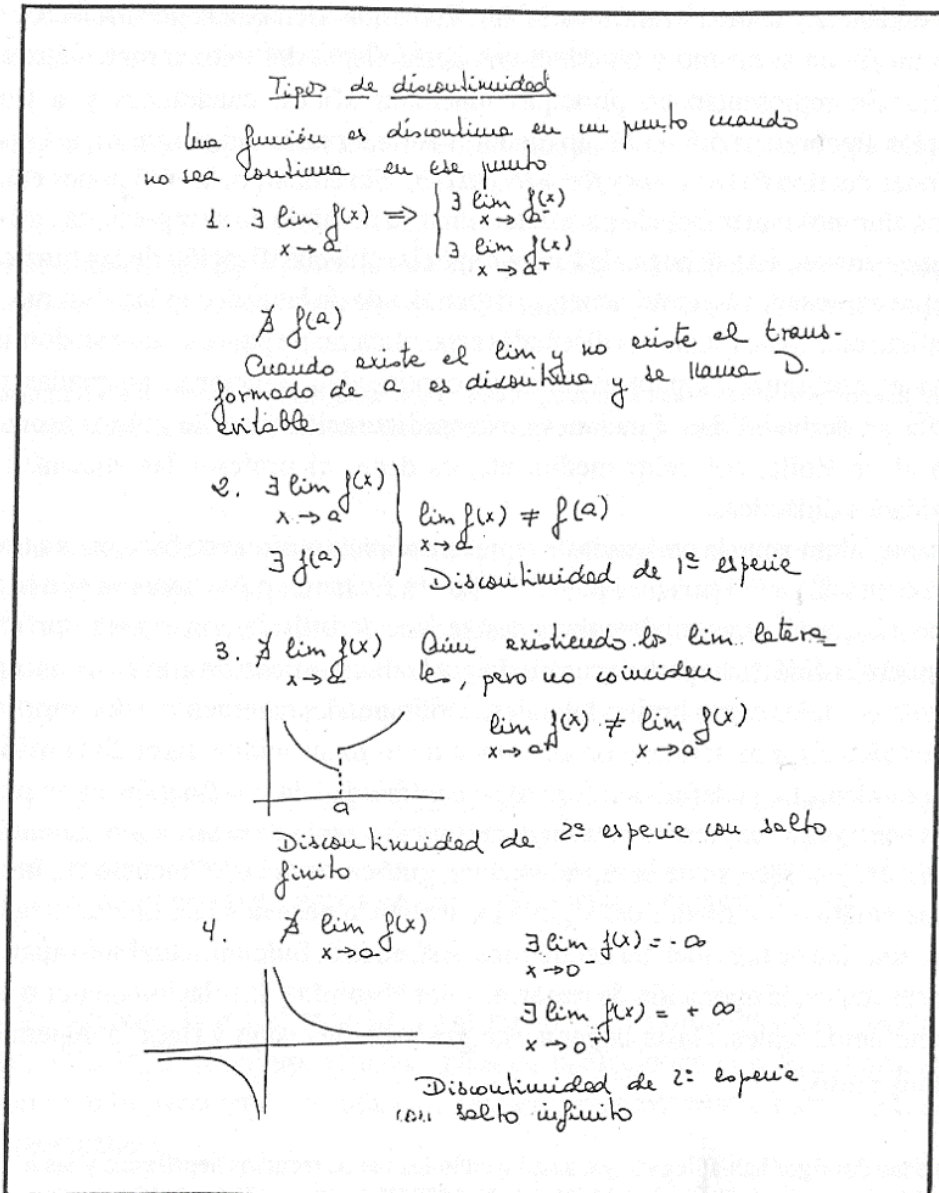 Tipos de discontinuidad
Una función es discontinua en un punto cuando
no sea continua en ese punto
1. ∃ lim f(x) ⇒ { ∃ lim f(x)
x→a x→a⁻
∃ lim f(x)
x→a⁺
∄ f(a)
Cuando existe el lim y no existe el trans-
formado de a es discontinua y se llama D.
evitable.
2. ∃ lim f(x) } lim f(x) ≠ f(a)
x→a x→a
∃ f(a) Discontinuidad de 1ª especie
3. ∄ lim f(x) Aún existiendo los lim. latera
x→a les, pero no coinciden
lim f(x) ≠ lim f(x)
x→a⁺ x→a⁻
a
Discontinuidad de 2ª especie con salto
finito
4. ∄ lim f(x) ∃ lim f(x) = -∞
x→a x→0⁻
∃ lim f(x) = +∞
x→0⁺
Discontinuidad de 2ª especie
con salto infinito